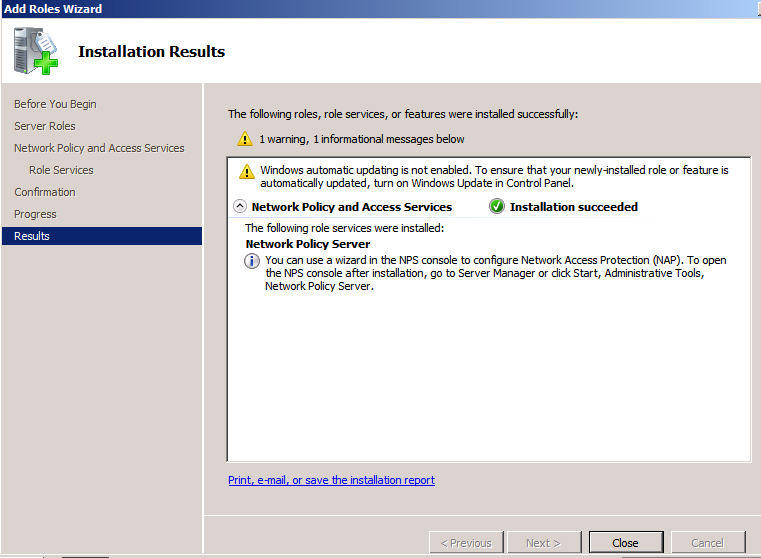 Add Roles Wizard
Installation Results
Before You Begin
Server Roles
Network Policy and Access Services
Role Services
Confirmation
Progress
Results
The following roles, role services, or features were installed successfully:
1 warning, 1 informational messages below
Windows automatic updating is not enabled. To ensure that your newly-installed role or feature is
automatically updated, turn on Windows Update in Control Panel.
Network Policy and Access Services Installation succeeded
The following role services were installed:
Network Policy Server
You can use a wizard in the NPS console to configure Network Access Protection (NAP). To open
the NPS console after installation, go to Server Manager or click Start, Administrative Tools,
Network Policy Server.
Print, e-mail, or save the installation report
< Previous Next > Close Cancel